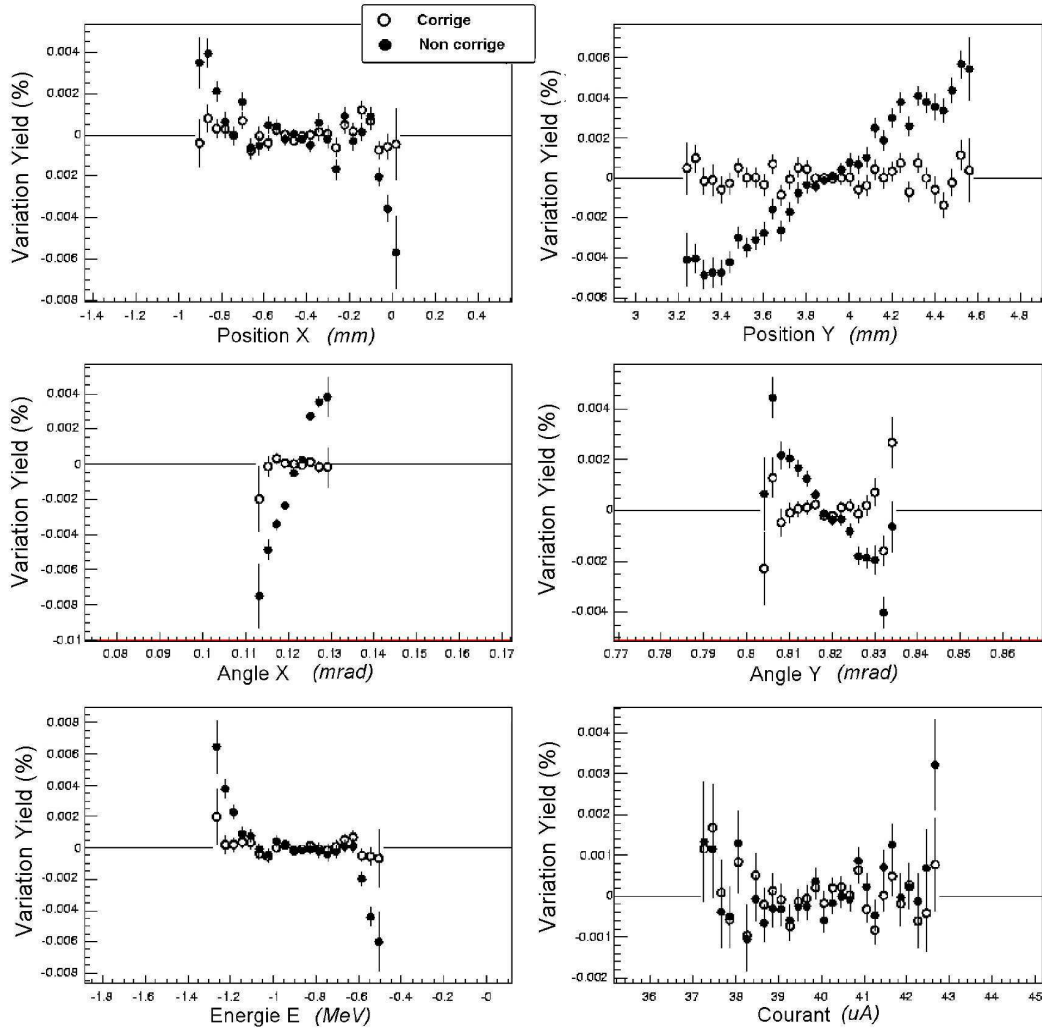 Corrige
Non corrige
Variation Yield (%)
0.004
0.002
0
-0.002
-0.004
-0.006
-0.008
-1.4 -1.2 -1 -0.8 -0.6 -0.4 -0.2 0 0.2 0.4
Position X (mm)
Variation Yield (%)
0.006
0.004
0.002
0
-0.002
-0.004
-0.006
3 3.2 3.4 3.6 3.8 4 4.2 4.4 4.6 4.8
Position Y (mm)
Variation Yield (%)
0.004
0.002
0
-0.002
-0.004
-0.006
-0.008
-0.01
0.08 0.09 0.1 0.11 0.12 0.13 0.14 0.15 0.16 0.17
Angle X (mrad)
Variation Yield (%)
0.004
0.002
0
-0.002
-0.004
0.77 0.78 0.79 0.8 0.81 0.82 0.83 0.84 0.85 0.86
Angle Y (mrad)
Variation Yield (%)
0.008
0.006
0.004
0.002
0
-0.002
-0.004
-0.006
-0.008
-1.8 -1.6 -1.4 -1.2 -1 -0.8 -0.6 -0.4 -0.2 -0
Energie E (MeV)
Variation Yield (%)
0.004
0.003
0.002
0.001
0
-0.001
-0.002
36 37 38 39 40 41 42 43 44 45
Courant (uA)